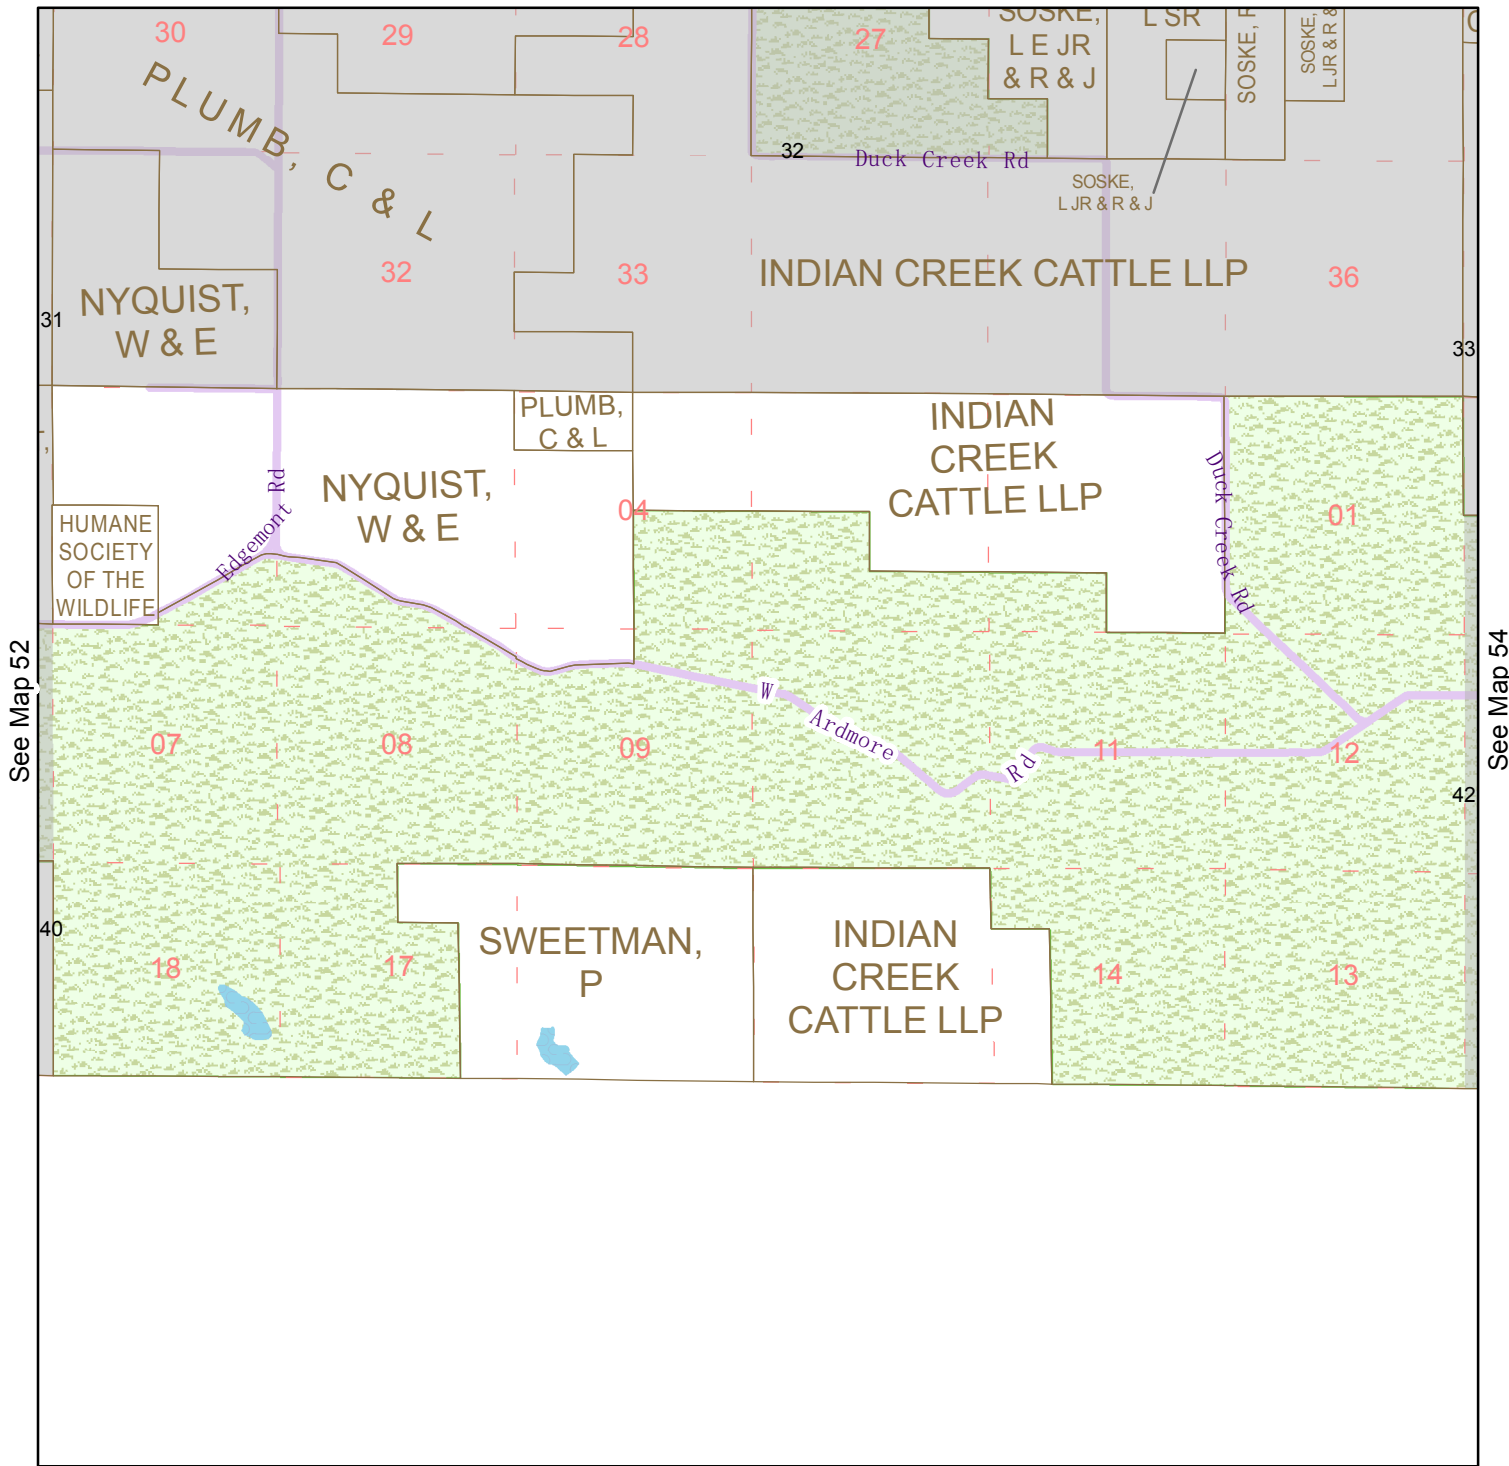 30
29
28
27
SOSKE,
L E JR
& R & J
L SR
SOSKE, R
SOSKE,
L JR & R &
PLUMB, C & L
32
Duck Creek Rd
SOSKE,
L JR & R & J
32
33
INDIAN CREEK CATTLE LLP
36
NYQUIST,
W & E
31
33
PLUMB,
C & L
INDIAN
CREEK
CATTLE LLP
NYQUIST,
W & E
04
01
Duck Creek Rd
Edgemont Rd
HUMANE
SOCIETY
OF THE
WILDLIFE
See Map 52
See Map 54
W Ardmore Rd
07
08
09
11
12
42
40
SWEETMAN,
P
INDIAN
CREEK
CATTLE LLP
18
17
14
13